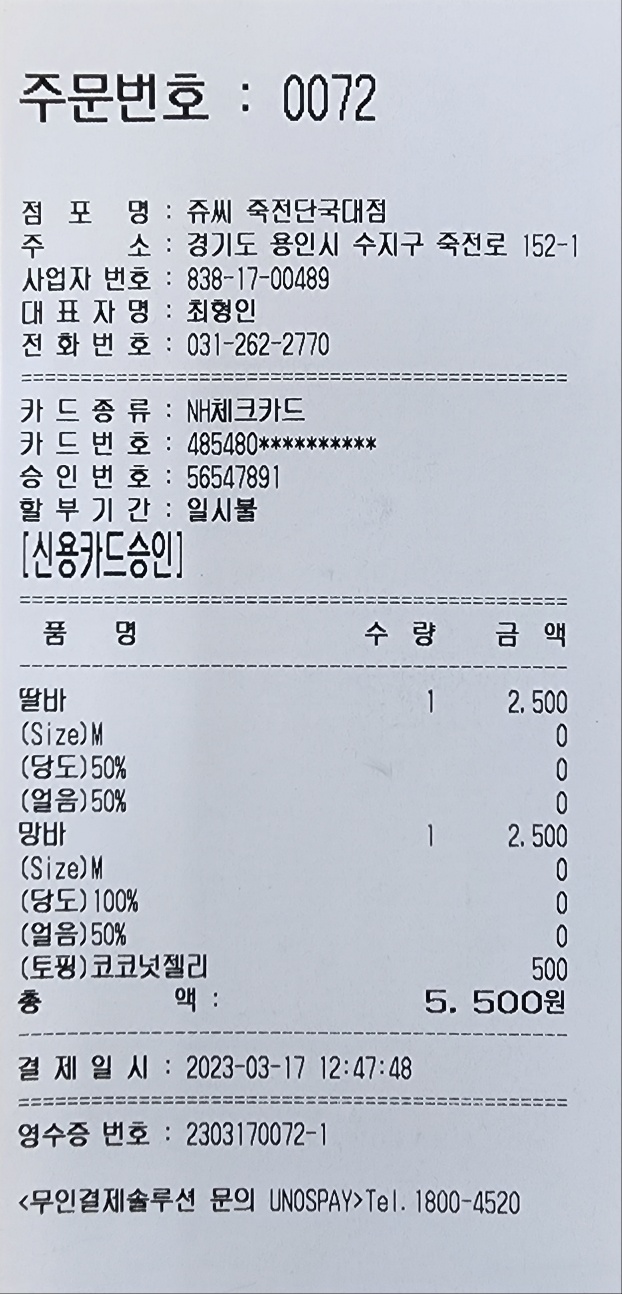 주문번호 : 0072
점 포 명 : 쥬씨 죽전단국대점
주 소 : 경기도 용인시 수지구 죽전로 152-1
사업자 번호 : 838-17-00489
대 표 자 명 : 최형인
전 화 번 호 : 031-262-2770
===============================================
카 드 종 류 : NH체크카드
카 드 번 호 : 485480**********
승 인 번 호 : 56547891
할 부 기 간 : 일시불
[신용카드승인]
===============================================
품 명 수 량 금 액
-----------------------------------------------
딸바 1 2,500
(Size)M 0
(당도)50% 0
(얼음)50% 0
망바 1 2,500
(Size)M 0
(당도)100% 0
(얼음)50% 0
(토핑)코코넛젤리 500
총 액 : 5,500원
-----------------------------------------------
결 제 일 시 : 2023-03-17 12:47:48
===============================================
영수증 번호 : 2303170072-1
<무인결제솔루션 문의 UNOSPAY>Tel.1800-4520